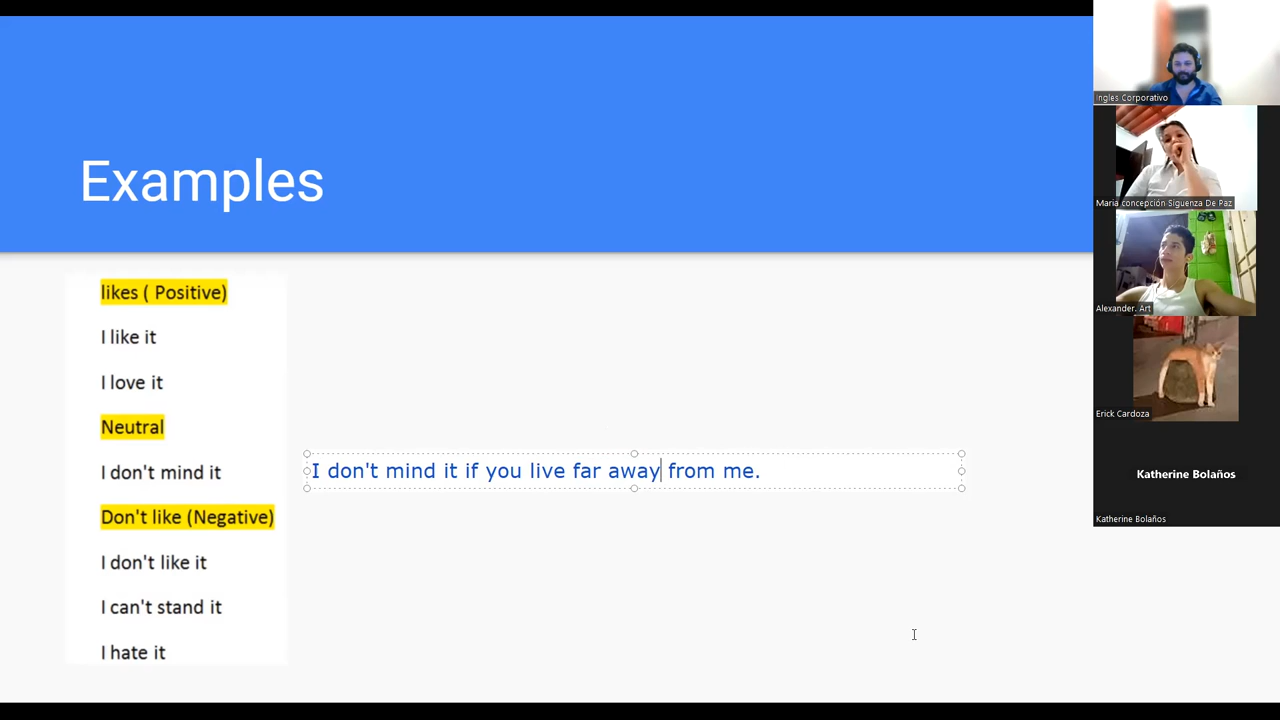 Examples
likes ( Positive)
I like it
I love it
Neutral
I don't mind it
Don't like (Negative)
I don't like it
I can't stand it
I hate it
I don't mind it if you live far away from me.
Ingles Corporativo
Maria concepción Siguenza De Paz
Alexander. Art
Erick Cardoza
Katherine Bolaños
Katherine Bolaños